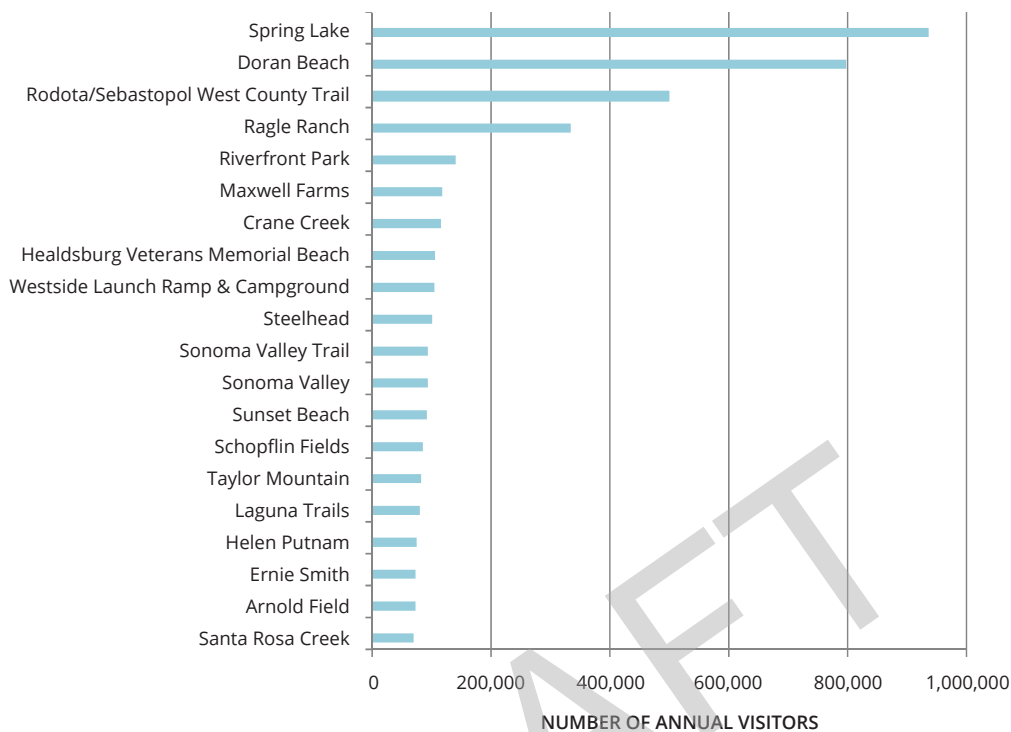 Spring Lake
Doran Beach
Rodota/Sebastopol West County Trail
Ragle Ranch
Riverfront Park
Maxwell Farms
Crane Creek
Healdsburg Veterans Memorial Beach
Westside Launch Ramp & Campground
Steelhead
Sonoma Valley Trail
Sonoma Valley
Sunset Beach
Schopflin Fields
Taylor Mountain
Laguna Trails
Helen Putnam
Ernie Smith
Arnold Field
Santa Rosa Creek
0 200,000 400,000 600,000 800,000 1,000,000
NUMBER OF ANNUAL VISITORS
AFT